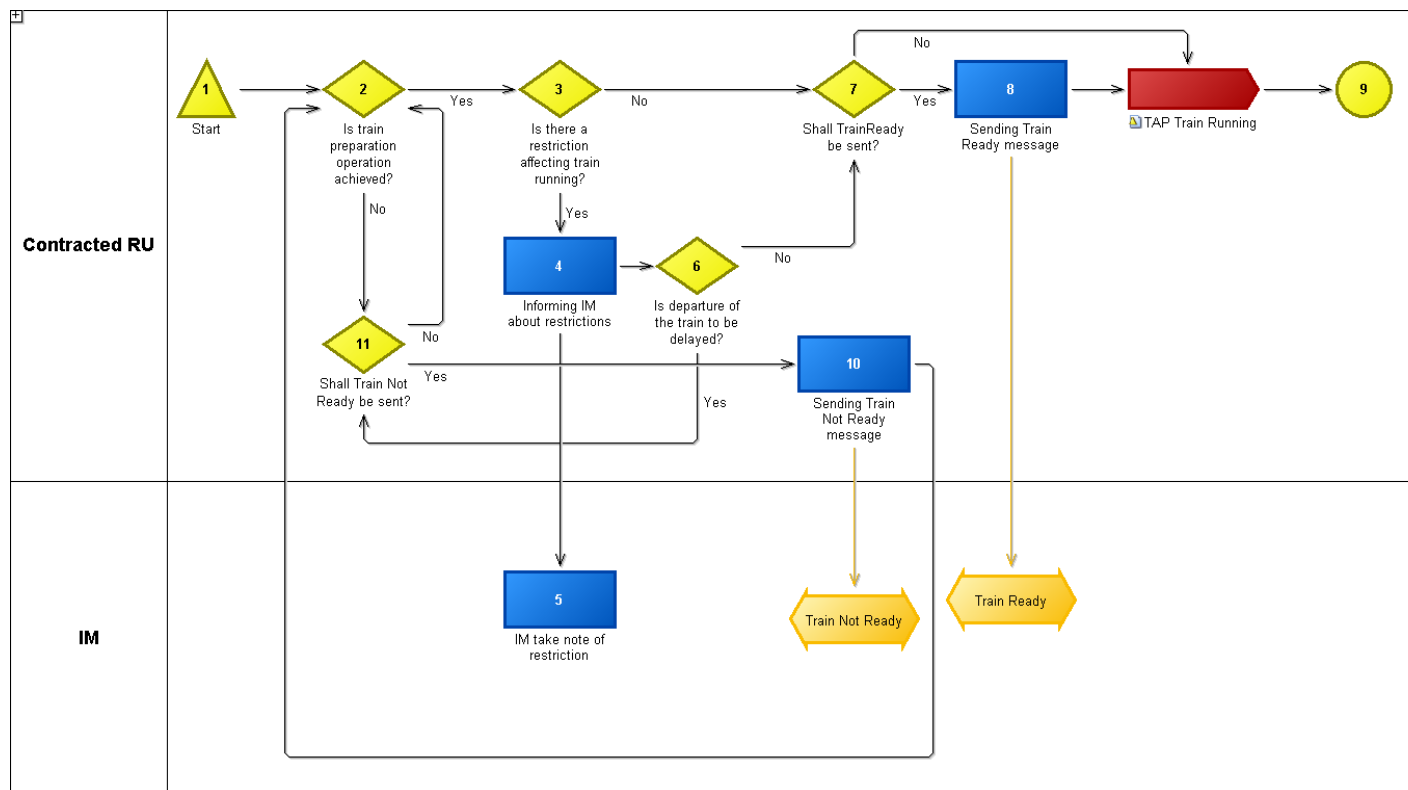 Contracted RU
1
Start
2
Is train
preparation
operation
achieved?
Yes
No
3
Is there a
restriction
affecting train
running?
No
Yes
7
Shall TrainReady
be sent?
No
Yes
8
Sending Train
Ready message
TAP Train Running
9
4
Informing IM
about restrictions
6
Is departure of
the train to be
delayed?
No
Yes
11
Shall Train Not
Ready be sent?
No
Yes
10
Sending Train
Not Ready
message
IM
5
IM take note of
restriction
Train Not Ready
Train Ready